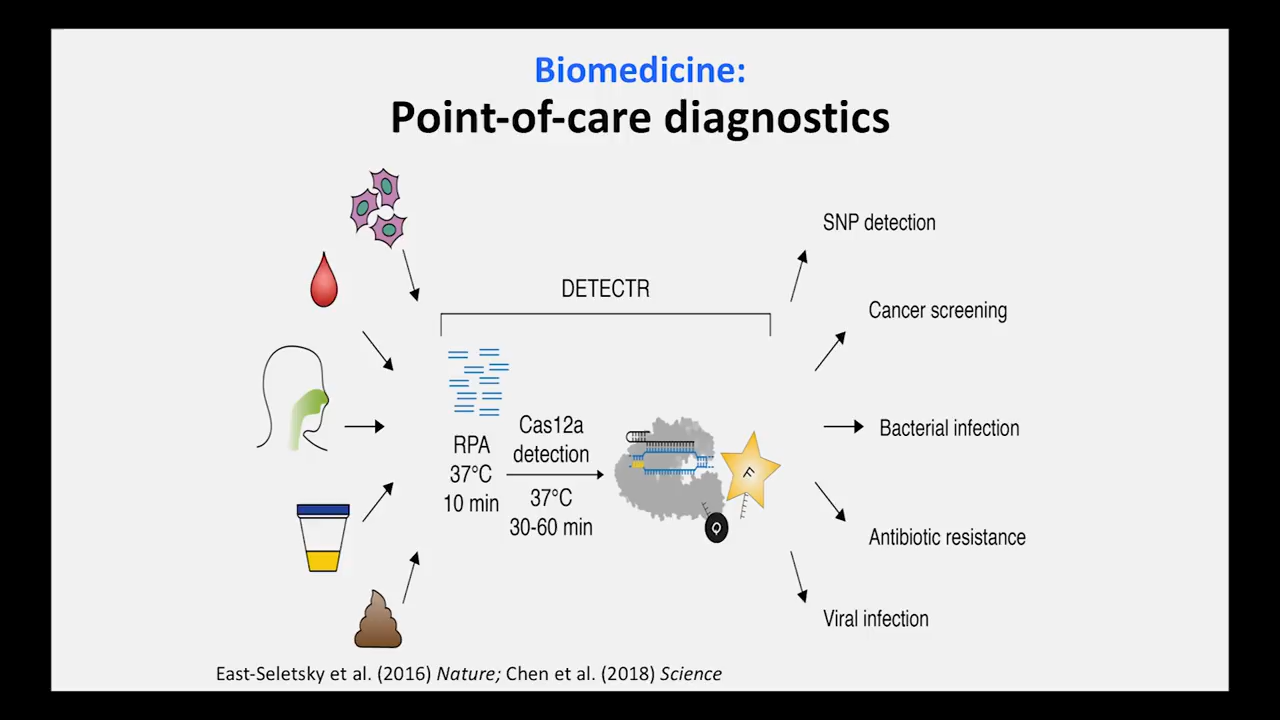 Biomedicine:
Point-of-care diagnostics
SNP detection
DETECTR
Cancer screening
Cas12a
detection
RPA
37°C
10 min
37°C
30-60 min
F
Q
Bacterial infection
Antibiotic resistance
Viral infection
East-Seletsky et al. (2016) Nature; Chen et al. (2018) Science